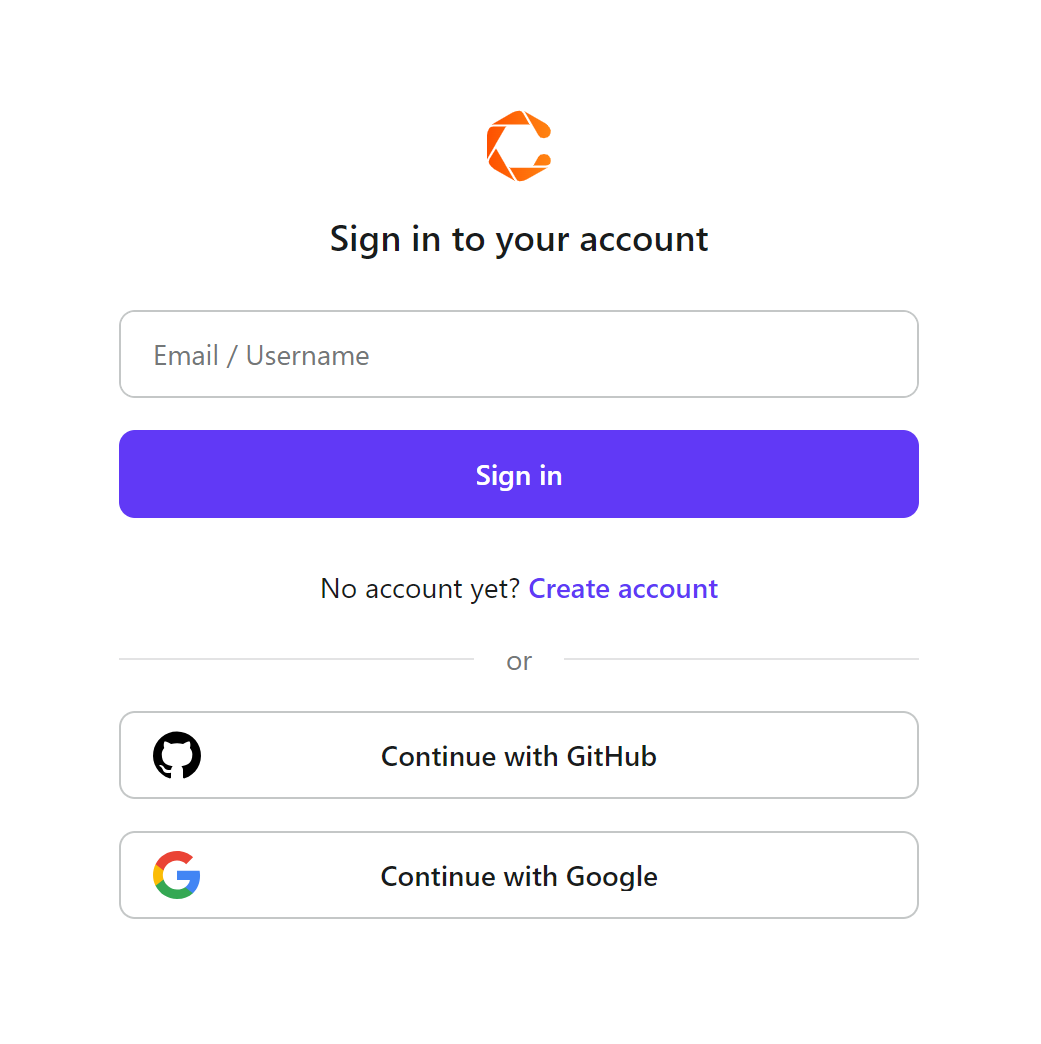 Sign in to your account
Email / Username
Sign in
No account yet? Create account
or
Continue with GitHub
Continue with Google